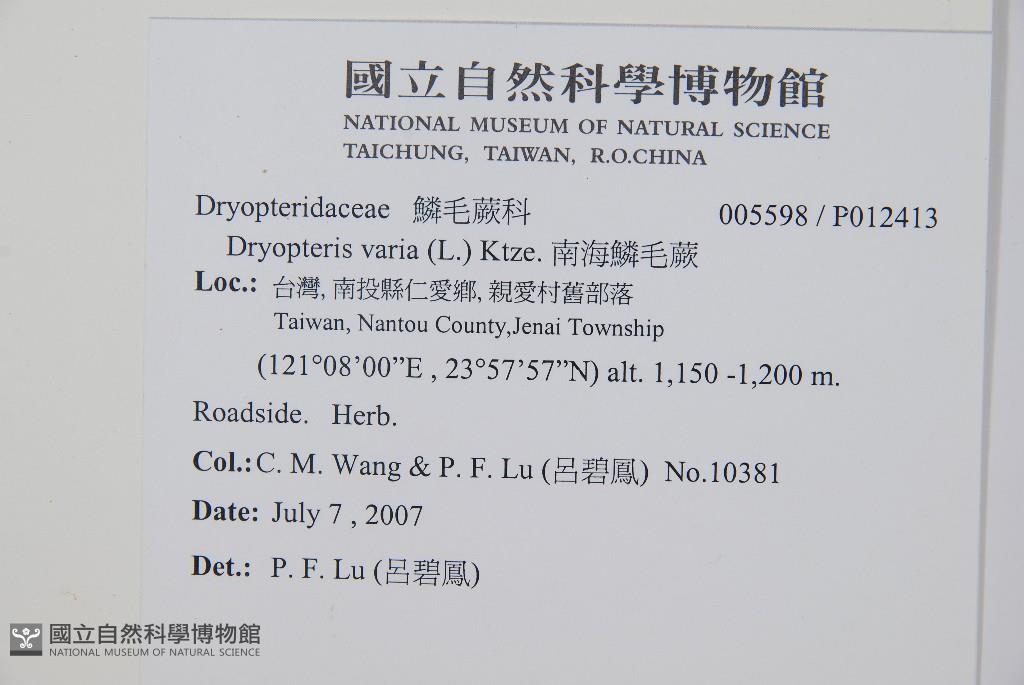 國立自然科學博物館
NATIONAL MUSEUM OF NATURAL SCIENCE
TAICHUNG, TAIWAN, R.O.CHINA
Dryopteridaceae 鱗毛蕨科 005598 / P012413
Dryopteris varia (L.) Ktze. 南海鱗毛蕨
Loc.: 台灣, 南投縣仁愛鄉, 親愛村舊部落
Taiwan, Nantou County,Jenai Township
(121°08’00”E , 23°57’57”N) alt. 1,150 -1,200 m.
Roadside. Herb.
Col.: C. M. Wang & P. F. Lu (呂碧鳳) No.10381
Date: July 7 , 2007
Det.: P. F. Lu (呂碧鳳)
國立自然科學博物館
NATIONAL MUSEUM OF NATURAL SCIENCE